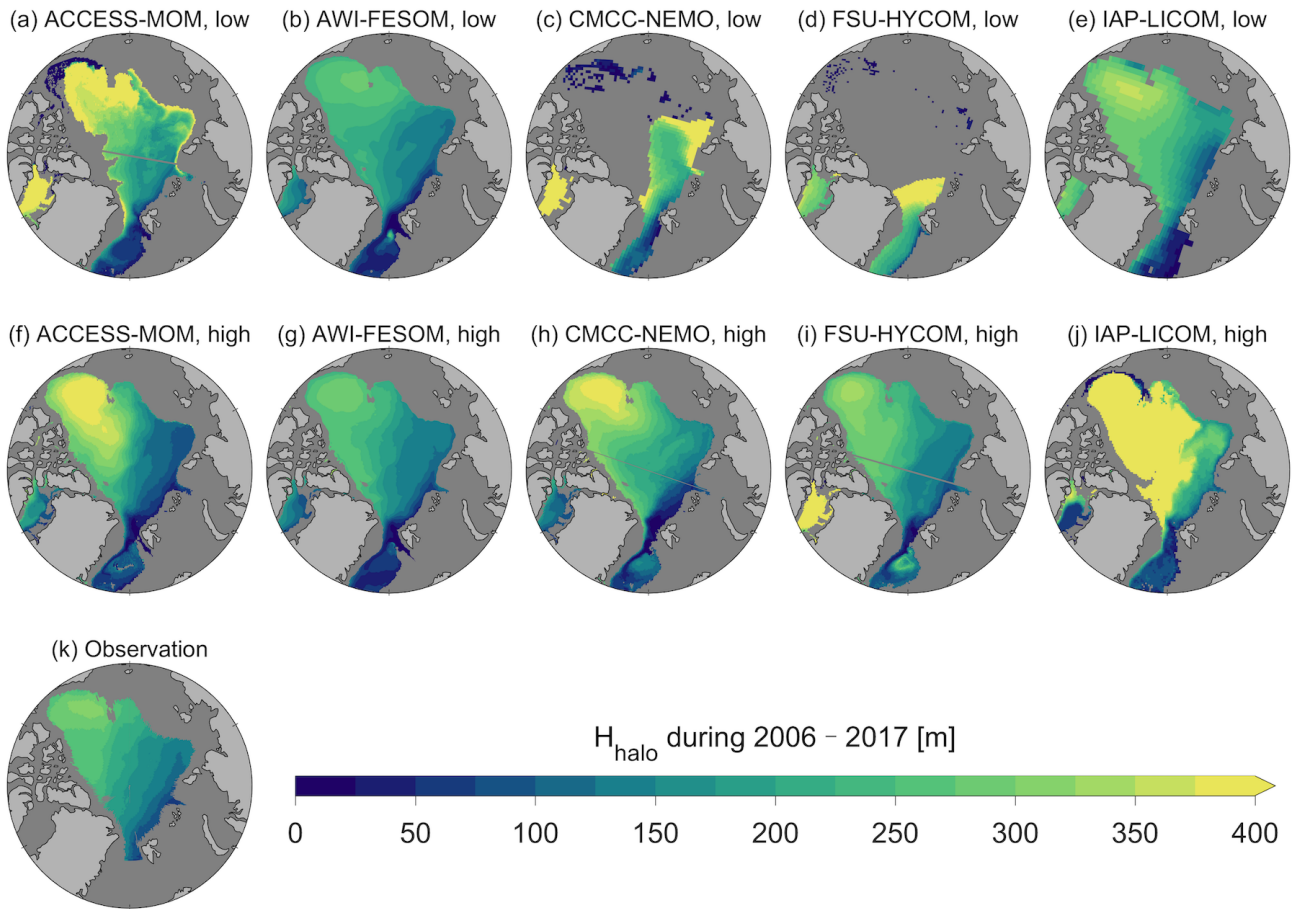 (a) ACCESS-MOM, low
(b) AWI-FESOM, low
(c) CMCC-NEMO, low
(d) FSU-HYCOM, low
(e) IAP-LICOM, low
(f) ACCESS-MOM, high
(g) AWI-FESOM, high
(h) CMCC-NEMO, high
(i) FSU-HYCOM, high
(j) IAP-LICOM, high
(k) Observation
H_halo during 2006 – 2017 [m]
0 50 100 150 200 250 300 350 400